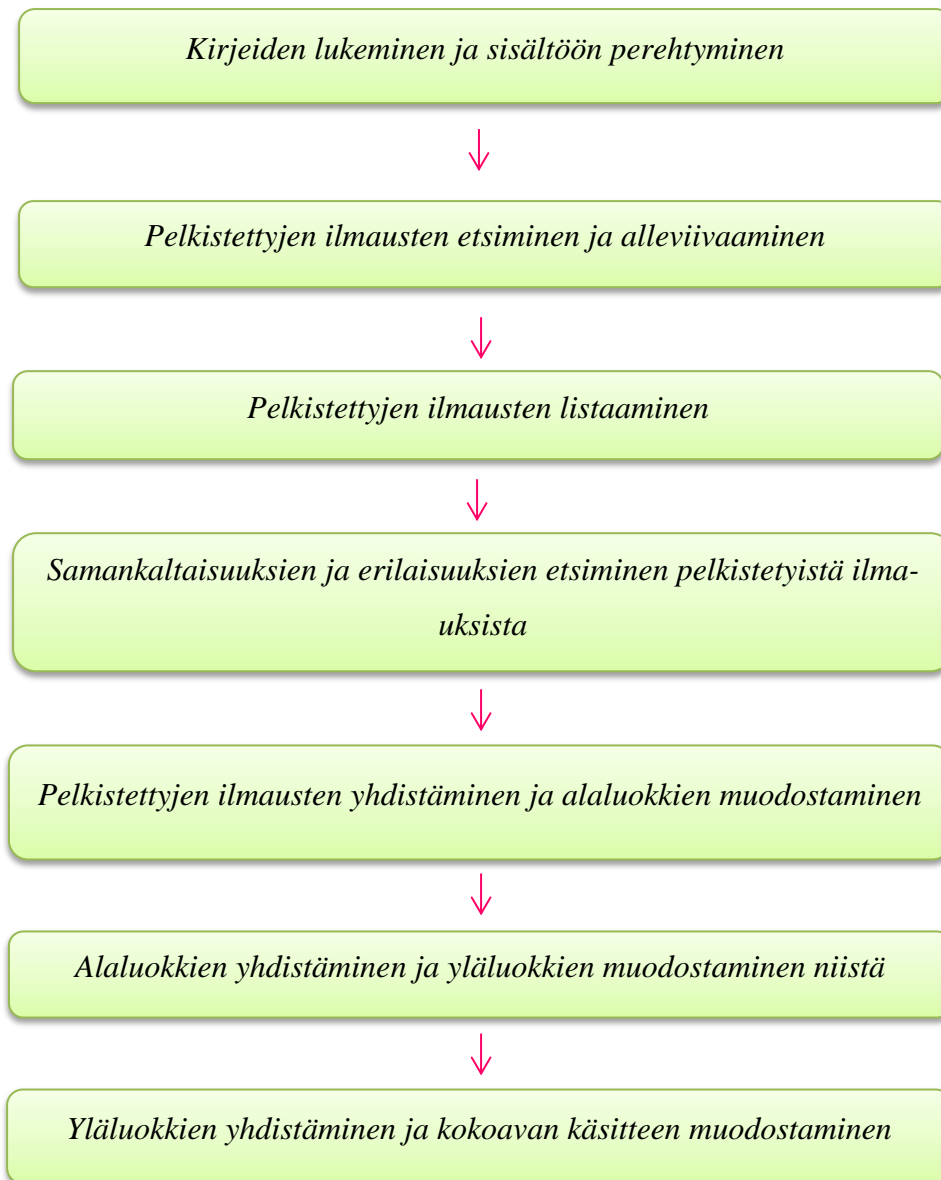 Kirjeiden lukeminen ja sisältöön perehtyminen
Pelkistettyjen ilmausten etsiminen ja alleviivaaminen
Pelkistettyjen ilmausten listaaminen
Samankaltaisuuksien ja erilaisuuksien etsiminen pelkistetyistä ilma-
uksista
Pelkistettyjen ilmausten yhdistäminen ja alaluokkien muodostaminen
Alaluokkien yhdistäminen ja yläluokkien muodostaminen niistä
Yläluokkien yhdistäminen ja kokoavan käsitteen muodostaminen